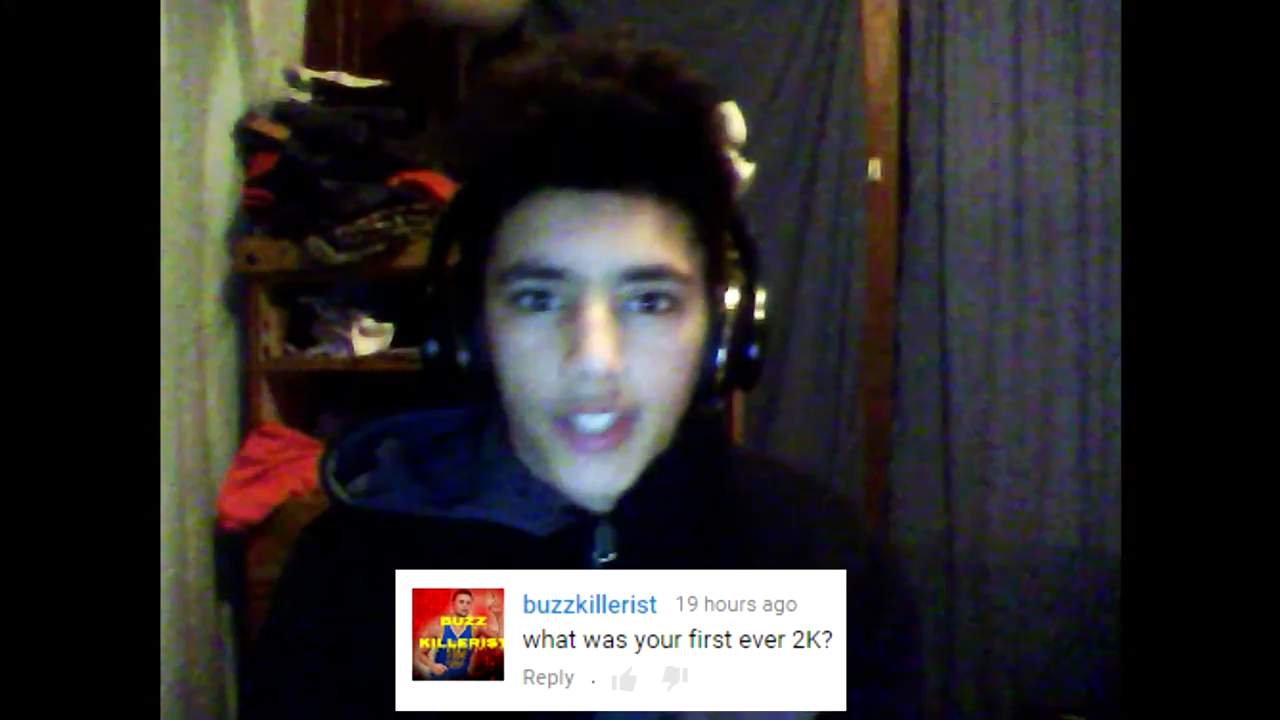 BUZZ
KILLERIST
buzzkillerist 19 hours ago
what was your first ever 2K?
Reply .